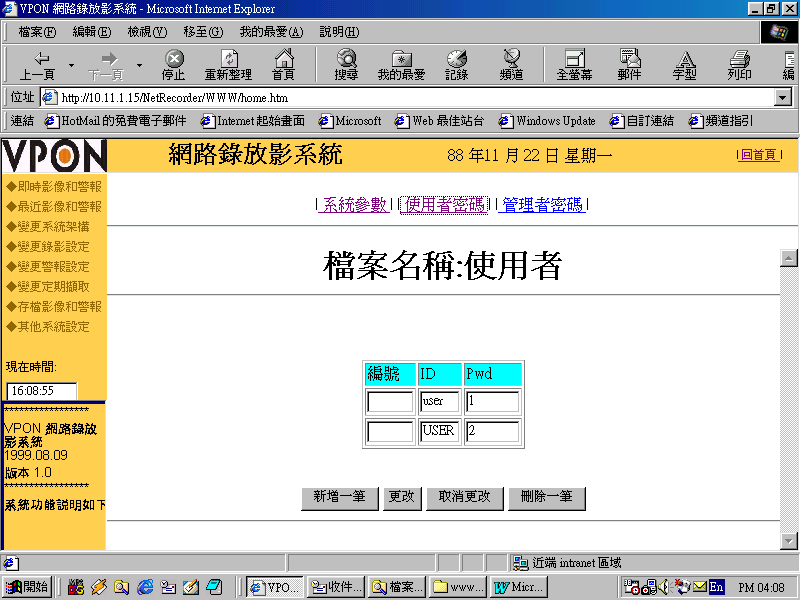 VPON 網路錄放影系統 - Microsoft Internet Explorer
檔案(F) 編輯(E) 檢視(V) 移至(G) 我的最愛(A) 說明(H)
上一頁 下一頁 停止 重新整理 首頁 搜尋 我的最愛 記錄 頻道 全螢幕 郵件 字型 列印 編
位址 http://10.11.1.15/NetRecorder/WWW/home.htm
連結 HotMail 的免費電子郵件 Internet 起始畫面 Microsoft Web 最佳站台 Windows Update 自訂連結 頻道指引
VPON 網路錄放影系統 88 年11 月 22 日 星期一 | 回首頁 |
◆即時影像和警報
◆最近影像和警報
◆變更系統架構
◆變更錄影設定
◆變更警報設定
◆變更定期擷取
◆存檔影像和警報
◆其他系統設定
現在時間:
16:08:55
******************
VPON 網路錄放
影系統
1999.08.09
版本 1.0
******************
系統功能說明如下
| 系統參數 | | 使用者密碼 | | 管理者密碼 |
檔案名稱:使用者
編號 ID Pwd
user 1
USER 2
新增一筆 更改 取消更改 刪除一筆
近端 intranet 區域
開始 VPO... 收件... 檔案... www... Micr... En PM 04:08